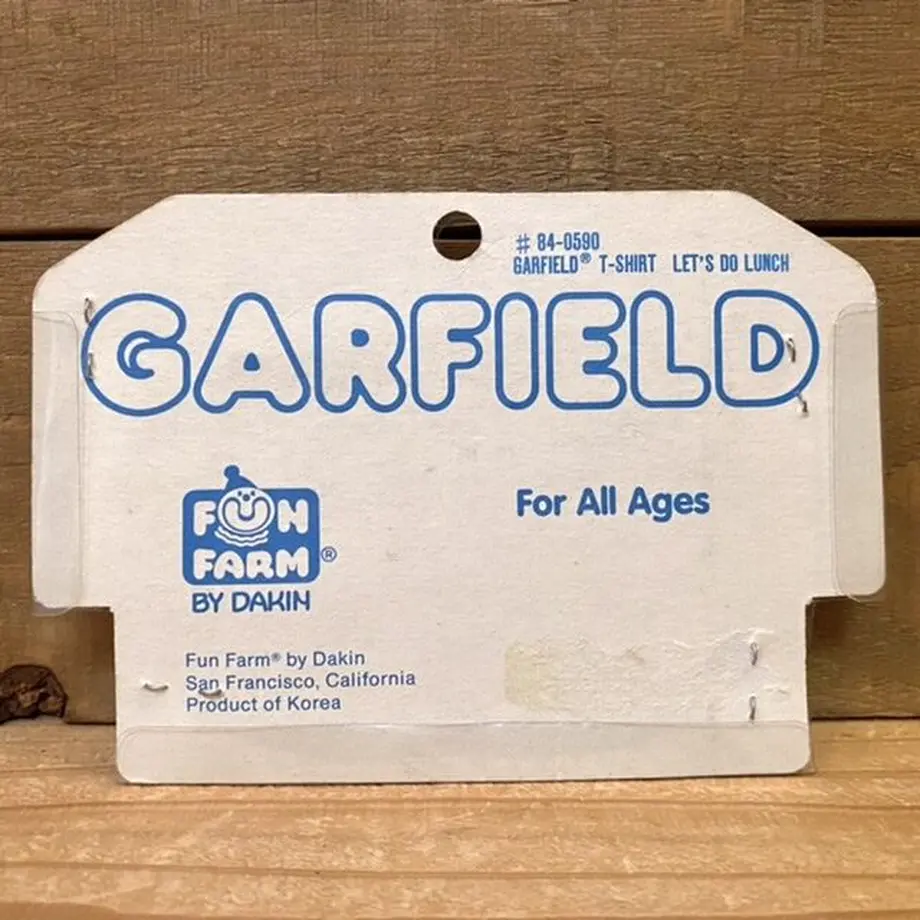 # 84-0590
GARFIELD® T-SHIRT LET'S DO LUNCH
GARFIELD
FUN
FARM®
BY DAKIN
For All Ages
Fun Farm® by Dakin
San Francisco, California
Product of Korea